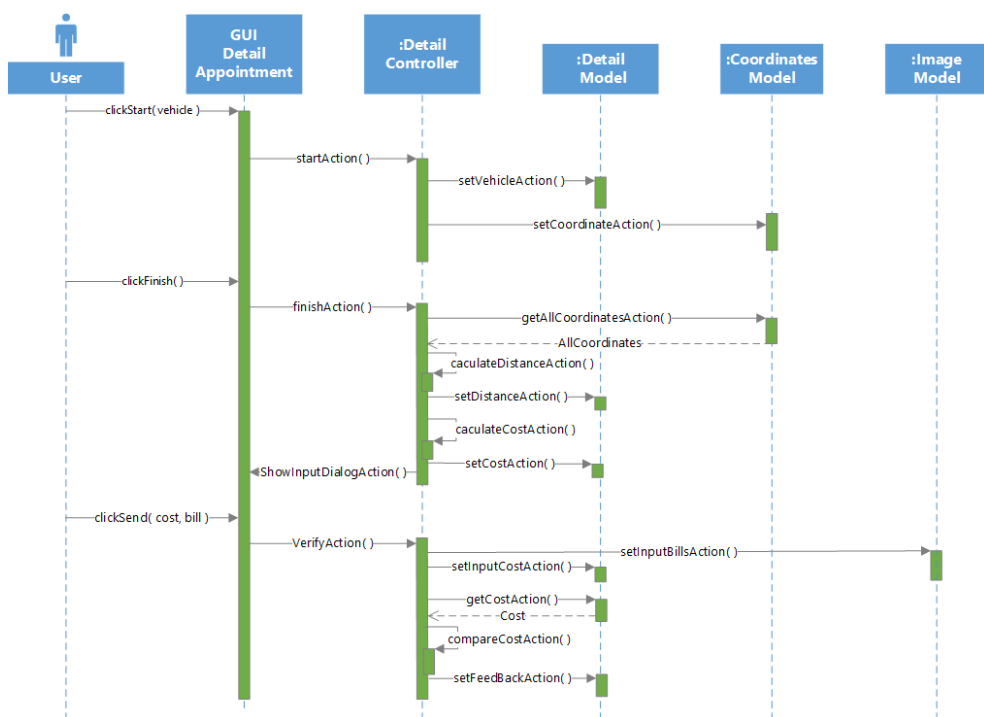 User
GUI
Detail
Appointment
:Detail
Controller
:Detail
Model
:Coordinates
Model
:Image
Model
clickStart( vehicle )
startAction( )
setVehicleAction( )
setCoordinateAction( )
clickFinish( )
finishAction( )
getAllCoordinatesAction( )
AllCoordinates
caculateDistanceAction( )
setDistanceAction( )
caculateCostAction( )
setCostAction( )
ShowInputDialogAction( )
clickSend( cost, bill )
VerifyAction( )
setInputBillsAction( )
setInputCostAction( )
getCostAction( )
Cost
compareCostAction( )
setFeedBackAction( )